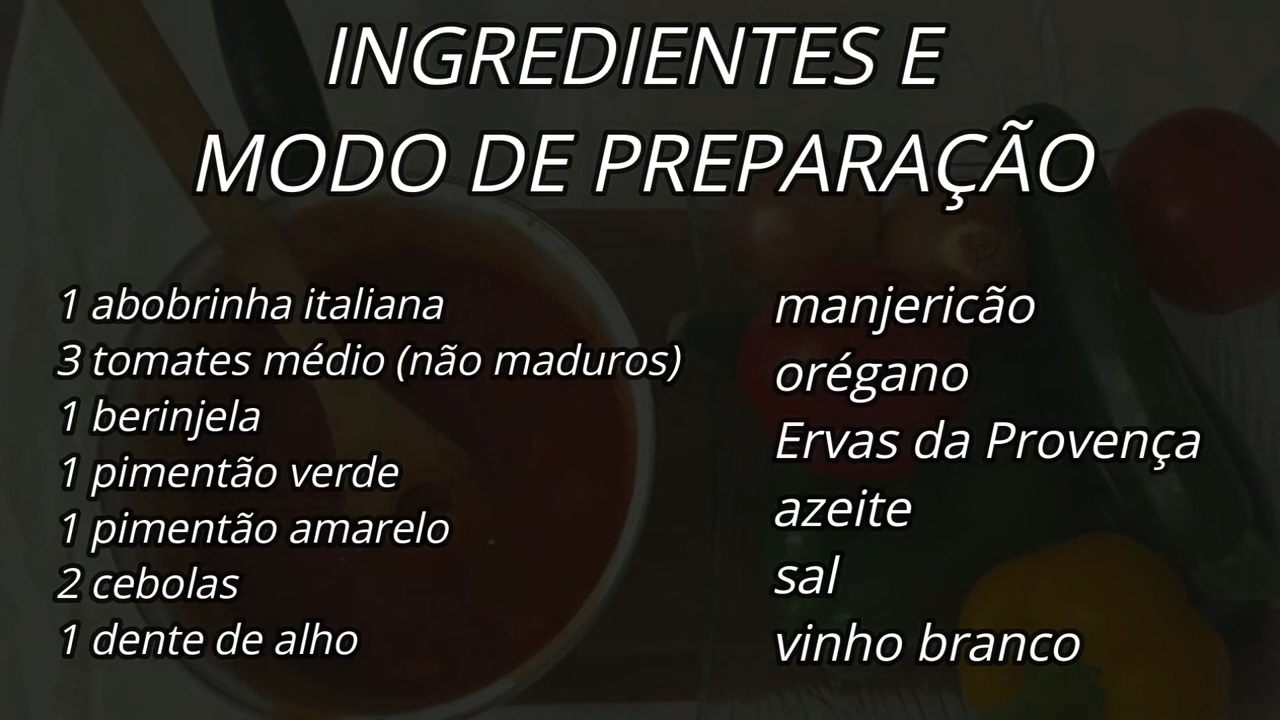 INGREDIENTES E
MODO DE PREPARAÇÃO
1 abobrinha italiana
3 tomates médio (não maduros)
1 berinjela
1 pimentão verde
1 pimentão amarelo
2 cebolas
1 dente de alho
manjericão
orégano
Ervas da Provença
azeite
sal
vinho branco